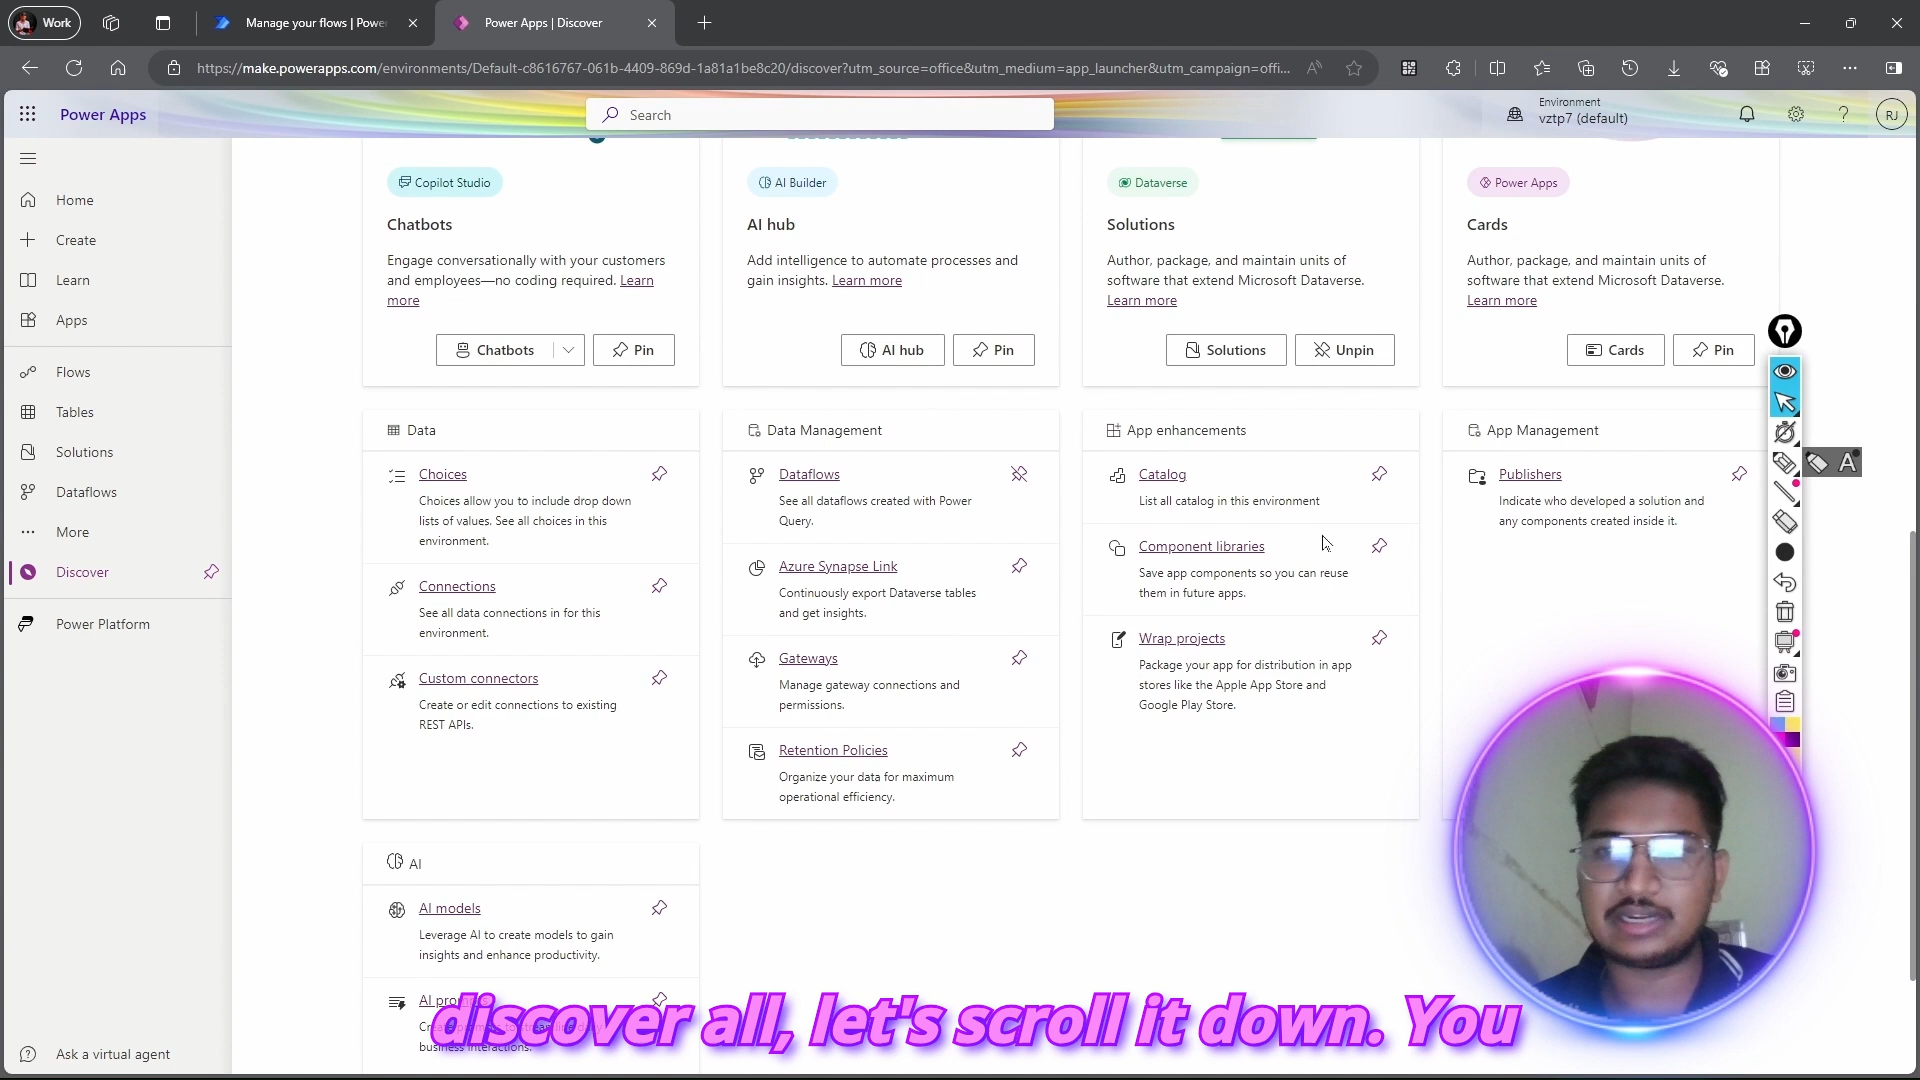 Work
Manage your flows | Powe
Power Apps | Discover
https://make.powerapps.com/environments/Default-c8616767-061b-4409-869d-1a81a1be8c20/discover?utm_source=office&utm_medium=app_launcher&utm_campaign=offi...
Power Apps
Search
Environment
vztp7 (default)
RJ
Home
Create
Learn
Apps
Flows
Tables
Solutions
Dataflows
More
Discover
Power Platform
Ask a virtual agent
Copilot Studio
Chatbots
Engage conversationally with your customers
and employees—no coding required. Learn
more
Chatbots
Pin
AI Builder
AI hub
Add intelligence to automate processes and
gain insights. Learn more
AI hub
Pin
Dataverse
Solutions
Author, package, and maintain units of
software that extend Microsoft Dataverse.
Learn more
Solutions
Unpin
Power Apps
Cards
Author, package, and maintain units of
software that extend Microsoft Dataverse.
Learn more
Cards
Pin
Data
Choices
Choices allow you to include drop down
lists of values. See all choices in this
environment.
Connections
See all data connections in for this
environment.
Custom connectors
Create or edit connections to existing
REST APIs.
Data Management
Dataflows
See all dataflows created with Power
Query.
Azure Synapse Link
Continuously export Dataverse tables
and get insights.
Gateways
Manage gateway connections and
permissions.
Retention Policies
Organize your data for maximum
operational efficiency.
App enhancements
Catalog
List all catalog in this environment
Component libraries
Save app components so you can reuse
them in future apps.
Wrap projects
Package your app for distribution in app
stores like the Apple App Store and
Google Play Store.
App Management
Publishers
Indicate who developed a solution and
any components created inside it.
A
AI
AI models
Leverage AI to create models to gain
insights and enhance productivity.
AI
business interactions.
discover all, let's scroll it down. You